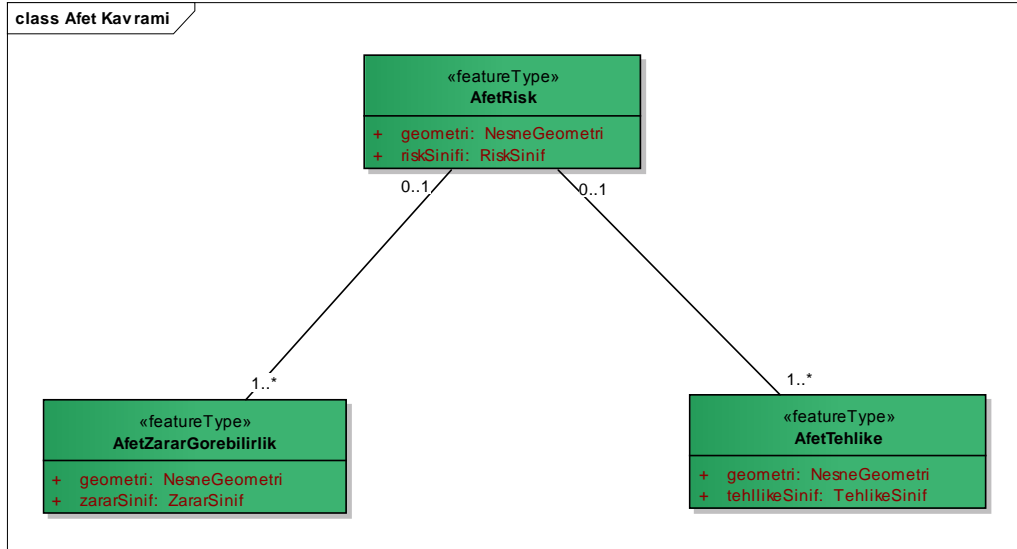 class Afet Kavrami
«featureType»
AfetRisk
+ geometri: NesneGeometri
+ riskSinifi: RiskSinif
0..1
0..1
1..*
1..*
«featureType»
AfetZararGorebilirlik
+ geometri: NesneGeometri
+ zararSinif: ZararSinif
«featureType»
AfetTehlike
+ geometri: NesneGeometri
+ tehllikeSinif: TehlikeSinif